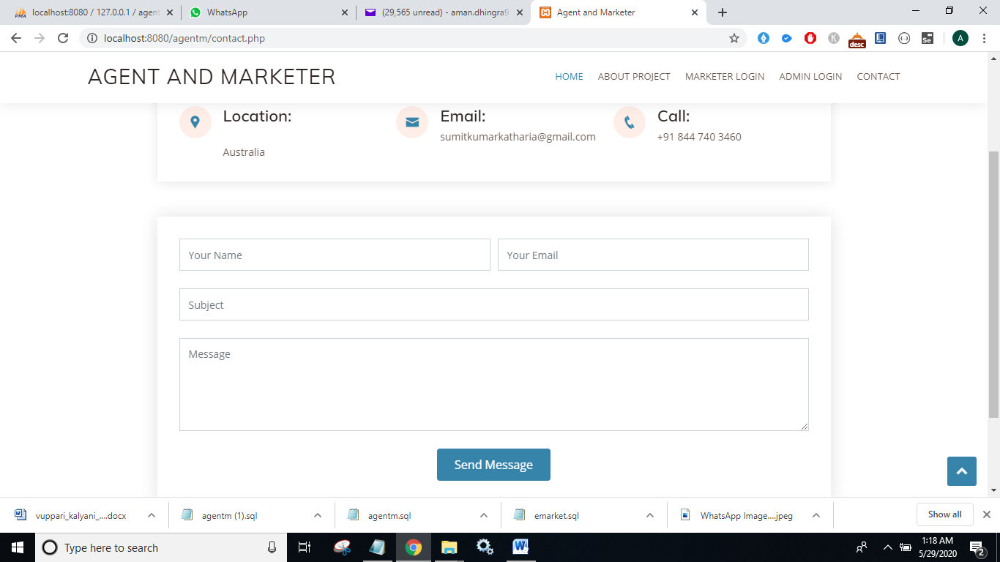 localhost:8080 / 127.0.0.1 / agent
WhatsApp
(29,565 unread) - aman.dhingra9
Agent and Marketer
localhost:8080/agentm/contact.php
desc
Se
A
AGENT AND MARKETER
HOME ABOUT PROJECT MARKETER LOGIN ADMIN LOGIN CONTACT
Location:
Australia
Email:
sumitkumarkatharia@gmail.com
Call:
+91 844 740 3460
Your Name
Your Email
Subject
Message
Send Message
vuppari_kalyani_....docx
agentm (1).sql
agentm.sql
emarket.sql
WhatsApp Image....jpeg
Show all
Type here to search
1:18 AM
5/29/2020
2